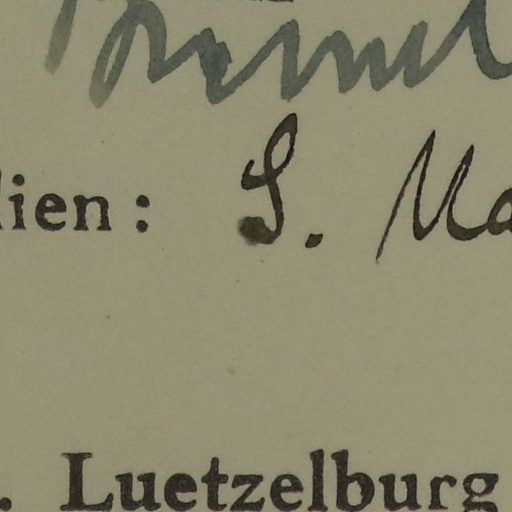 lien: S. Ma
. Luetzelburg